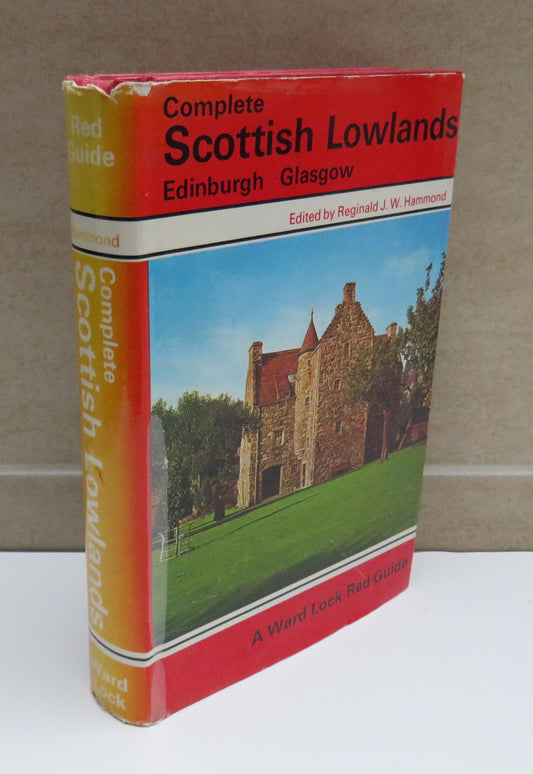 Complete
Scottish Lowlands
Edinburgh Glasgow
Edited by Reginald J. W. Hammond
A Ward Lock Red Guide
Red
Guide
Hammond
Complete
Scottish Lowlands
Ward
Lock